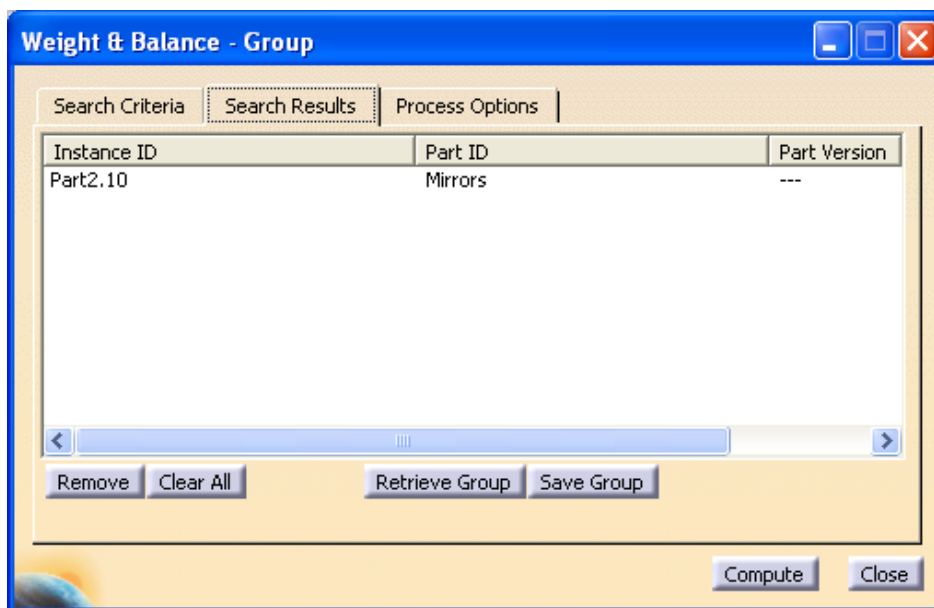 Weight & Balance - Group
Search Criteria Search Results Process Options
Instance ID Part ID Part Version
Part2.10 Mirrors ---
Remove Clear All Retrieve Group Save Group
Compute Close